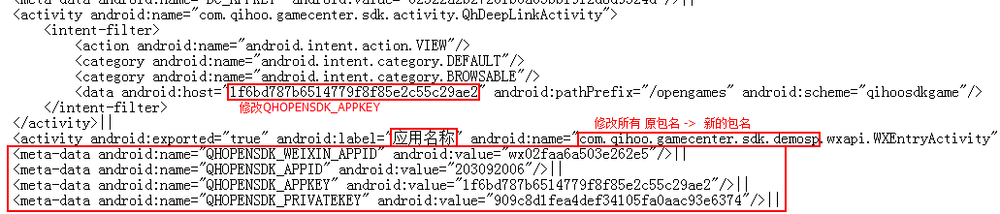 <activity android:name="com.qihoo.gamecenter.sdk.activity.QhDeepLinkActivity">
<intent-filter>
<action android:name="android.intent.action.VIEW"/>
<category android:name="android.intent.category.DEFAULT"/>
<category android:name="android.intent.category.BROWSABLE"/>
<data android:host="1f6bd787b6514779f8f85e2c55c29ae2" android:pathPrefix="/opengames" android:scheme="qihoosdkgame"/>
</intent-filter> 修改QHOPENSDK_APPKEY
</activity>||
修改所有 原包名 -> 新的包名
<activity android:exported="true" android:label="应用名称" android:name="com.qihoo.gamecenter.sdk.demosp.wxapi.WXEntryActivity"
<meta-data android:name="QHOPENSDK_WEIXIN_APPID" android:value="wx02faa6a503e262e5"/>||
<meta-data android:name="QHOPENSDK_APPID" android:value="203092006"/>||
<meta-data android:name="QHOPENSDK_APPKEY" android:value="1f6bd787b6514779f8f85e2c55c29ae2"/>||
<meta-data android:name="QHOPENSDK_PRIVATEKEY" android:value="909c8d1fea4def34105fa0aac93e6374"/>||